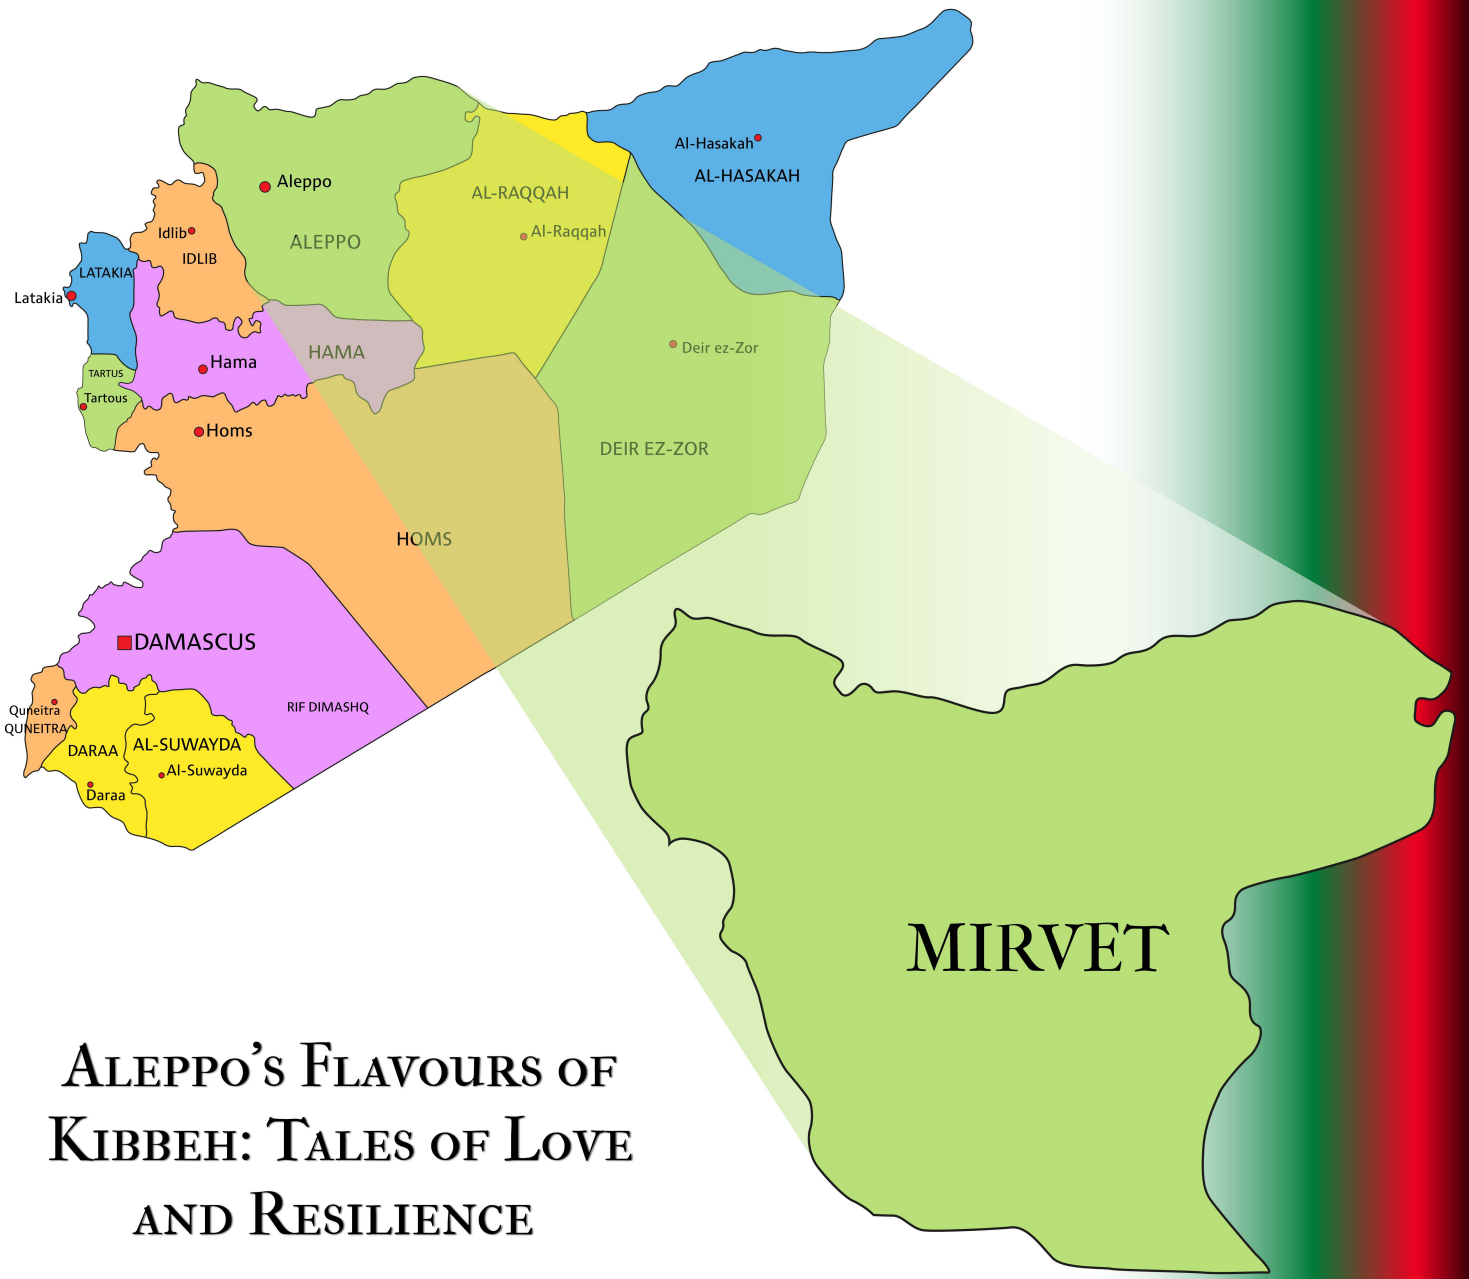 Al-Hasakah
AL-HASAKAH
Aleppo
AL-RAQQAH
Al-Raqqah
ALEPPO
Idlib
IDLIB
LATAKIA
Latakia
HAMA
Hama
Deir ez-Zor
TARTUS
Tartous
Homs
DEIR EZ-ZOR
HOMS
DAMASCUS
RIF DIMASHQ
Quneitra
QUNEITRA
DARAA
AL-SUWAYDA
Al-Suwayda
Daraa
MIRVET
ALEPPO’S FLAVOURS OF
KIBBEH: TALES OF LOVE
AND RESILIENCE